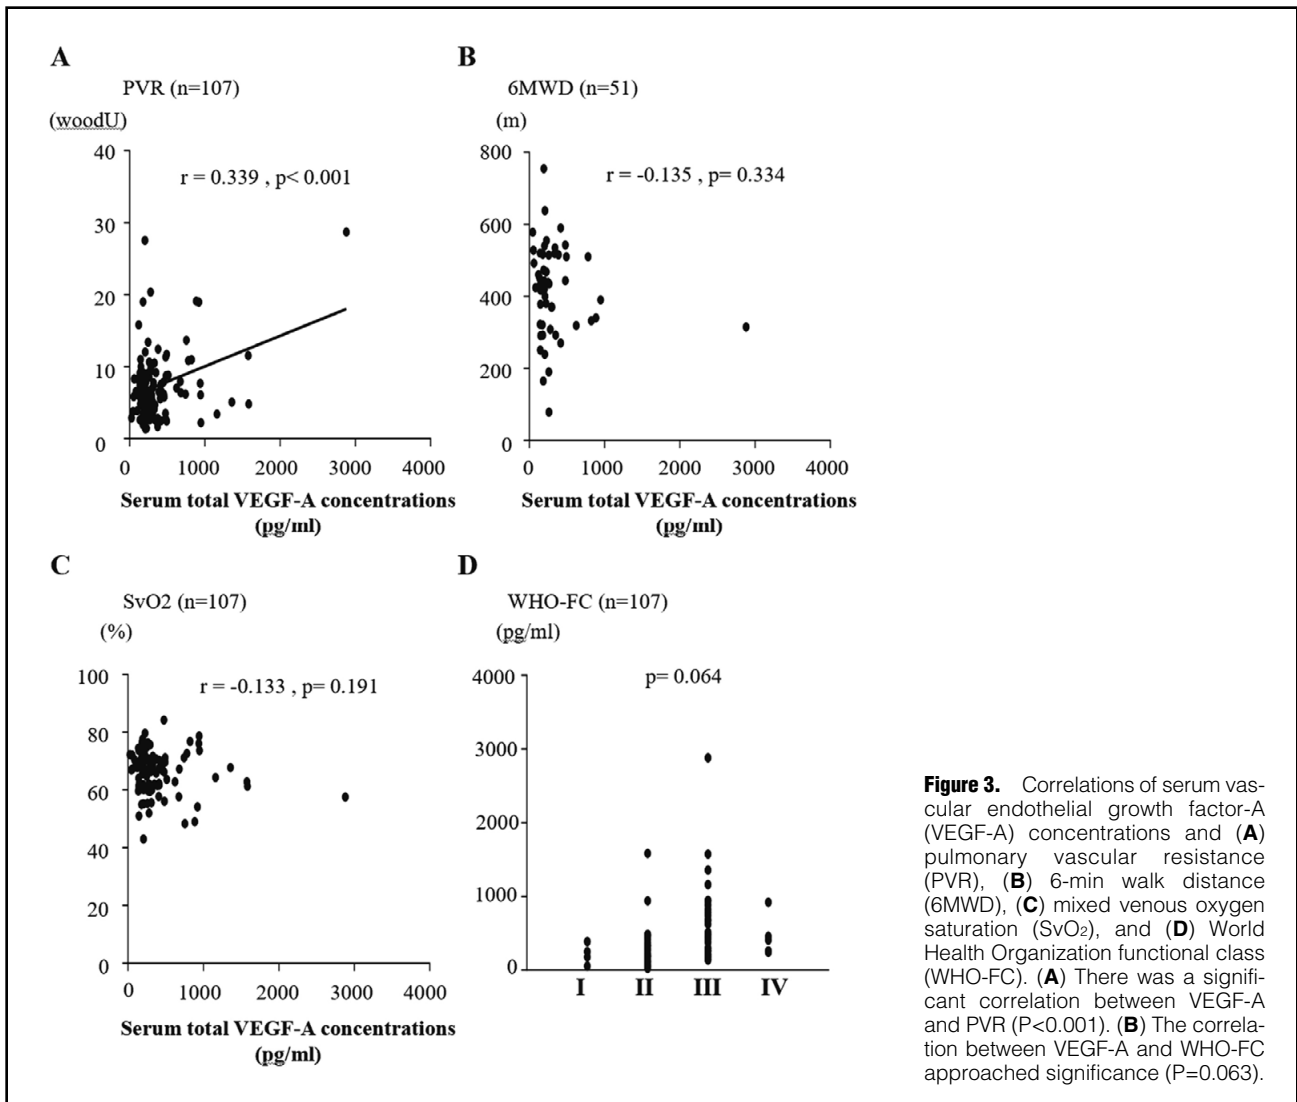 A
PVR (n=107)
(woodU)
40
30
20
10
0
r = 0.339 , p< 0.001
0 1000 2000 3000 4000
Serum total VEGF-A concentrations
(pg/ml)
B
6MWD (n=51)
(m)
800
600
400
200
0
r = -0.135 , p= 0.334
0 1000 2000 3000 4000
Serum total VEGF-A concentrations
(pg/ml)
C
SvO2 (n=107)
(%)
100
80
60
40
20
0
r = -0.133 , p= 0.191
0 1000 2000 3000 4000
Serum total VEGF-A concentrations
(pg/ml)
D
WHO-FC (n=107)
(pg/ml)
4000
3000
2000
1000
0
p= 0.064
I II III IV
Figure 3. Correlations of serum vas-
cular endothelial growth factor-A
(VEGF-A) concentrations and (A)
pulmonary vascular resistance
(PVR), (B) 6-min walk distance
(6MWD), (C) mixed venous oxygen
saturation (SvO2), and (D) World
Health Organization functional class
(WHO-FC). (A) There was a signifi-
cant correlation between VEGF-A
and PVR (P<0.001). (B) The correla-
tion between VEGF-A and WHO-FC
approached significance (P=0.063).